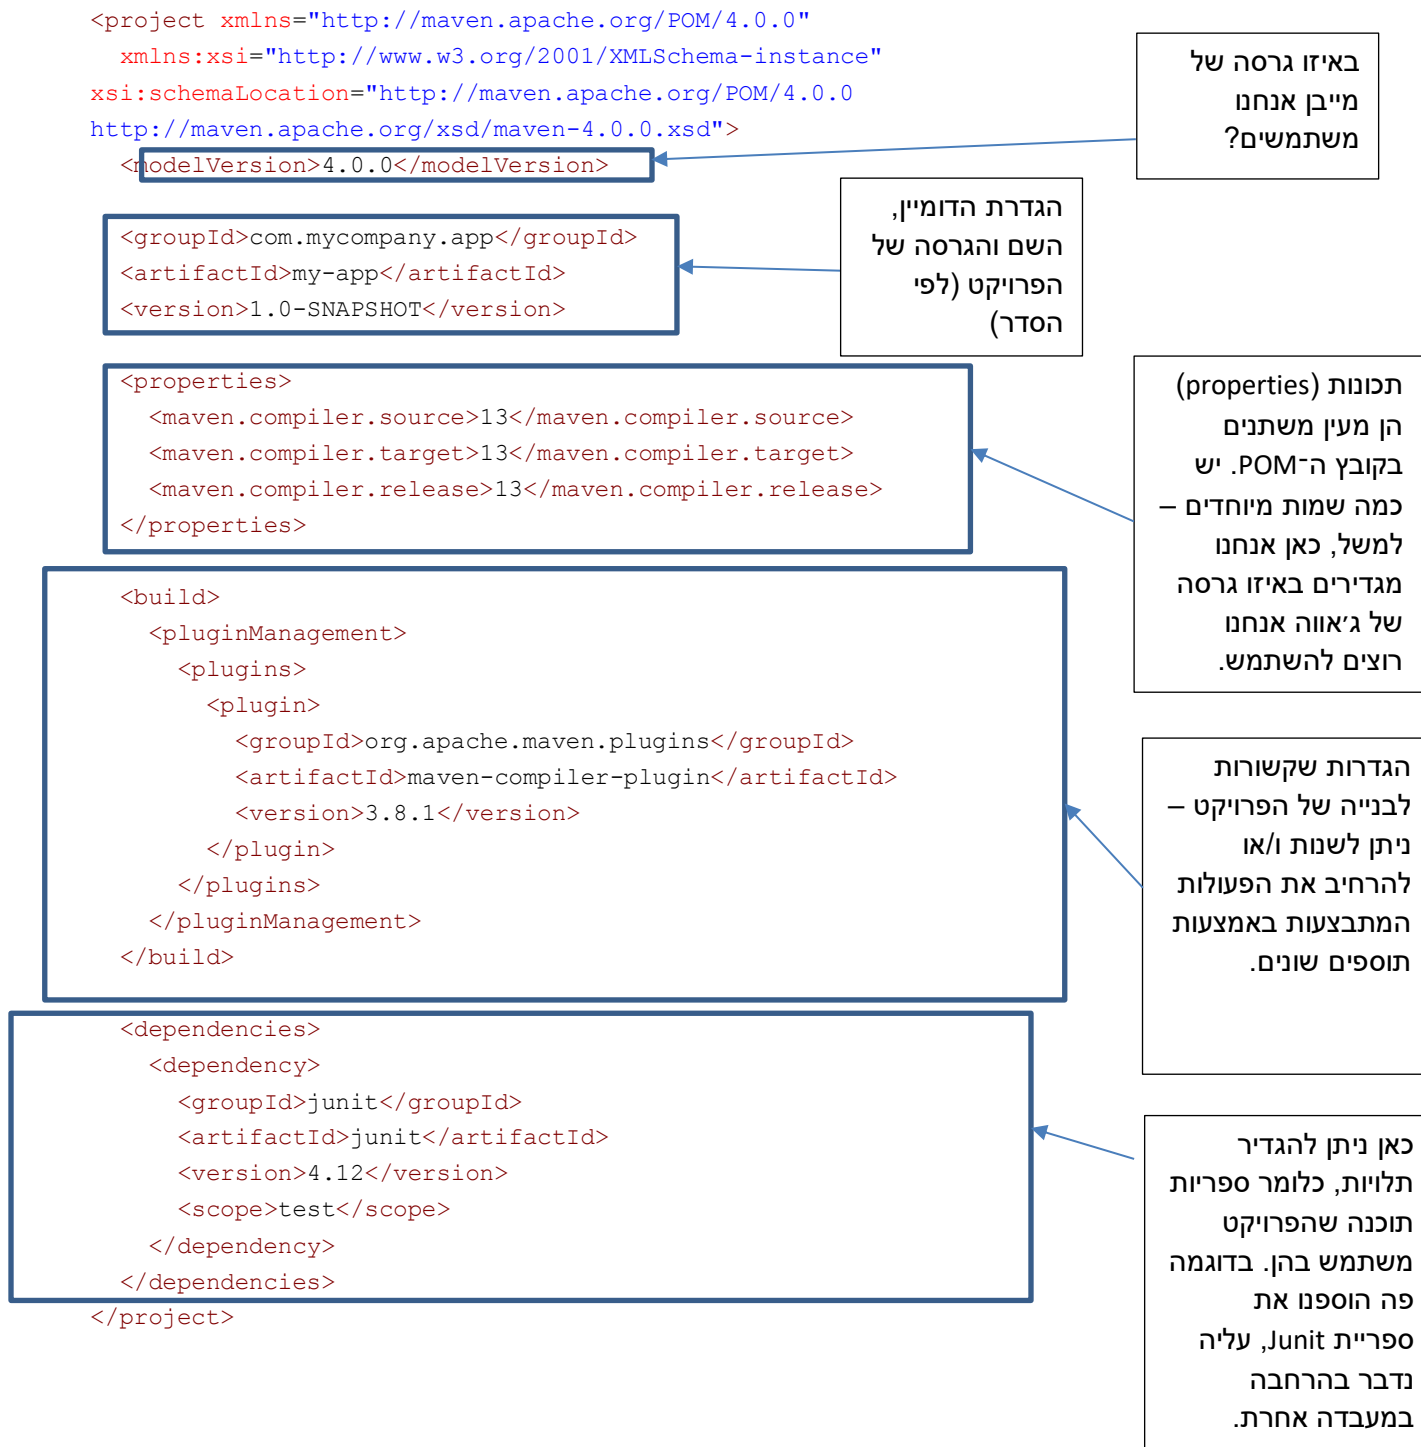 <project xmlns="http://maven.apache.org/POM/4.0.0"
xmlns:xsi="http://www.w3.org/2001/XMLSchema-instance"
xsi:schemaLocation="http://maven.apache.org/POM/4.0.0
http://maven.apache.org/xsd/maven-4.0.0.xsd">
<modelVersion>4.0.0</modelVersion>
באיזו גרסה של
מייבן אנחנו
משתמשים?
<groupId>com.mycompany.app</groupId>
<artifactId>my-app</artifactId>
<version>1.0-SNAPSHOT</version>
הגדרת הדומיין,
השם והגרסה של
הפרויקט (לפי
הסדר)
<properties>
<maven.compiler.source>13</maven.compiler.source>
<maven.compiler.target>13</maven.compiler.target>
<maven.compiler.release>13</maven.compiler.release>
</properties>
תכונות (properties)
הן מעין משתנים
בקובץ ה־POM. יש
כמה שמות מיוחדים –
למשל, כאן אנחנו
מגדירים באיזו גרסה
של ג׳אווה אנחנו
רוצים להשתמש.
<build>
<pluginManagement>
<plugins>
<plugin>
<groupId>org.apache.maven.plugins</groupId>
<artifactId>maven-compiler-plugin</artifactId>
<version>3.8.1</version>
</plugin>
</plugins>
</pluginManagement>
</build>
הגדרות שקשורות
לבנייה של הפרויקט –
ניתן לשנות ו/או
להרחיב את הפעולות
המתבצעות באמצעות
תוספים שונים.
<dependencies>
<dependency>
<groupId>junit</groupId>
<artifactId>junit</artifactId>
<version>4.12</version>
<scope>test</scope>
</dependency>
</dependencies>
</project>
כאן ניתן להגדיר
תלויות, כלומר ספריות
תוכנה שהפרויקט
משתמש בהן. בדוגמה
פה הוספנו את
ספריית Junit, עליה
נדבר בהרחבה
במעבדה אחרת.